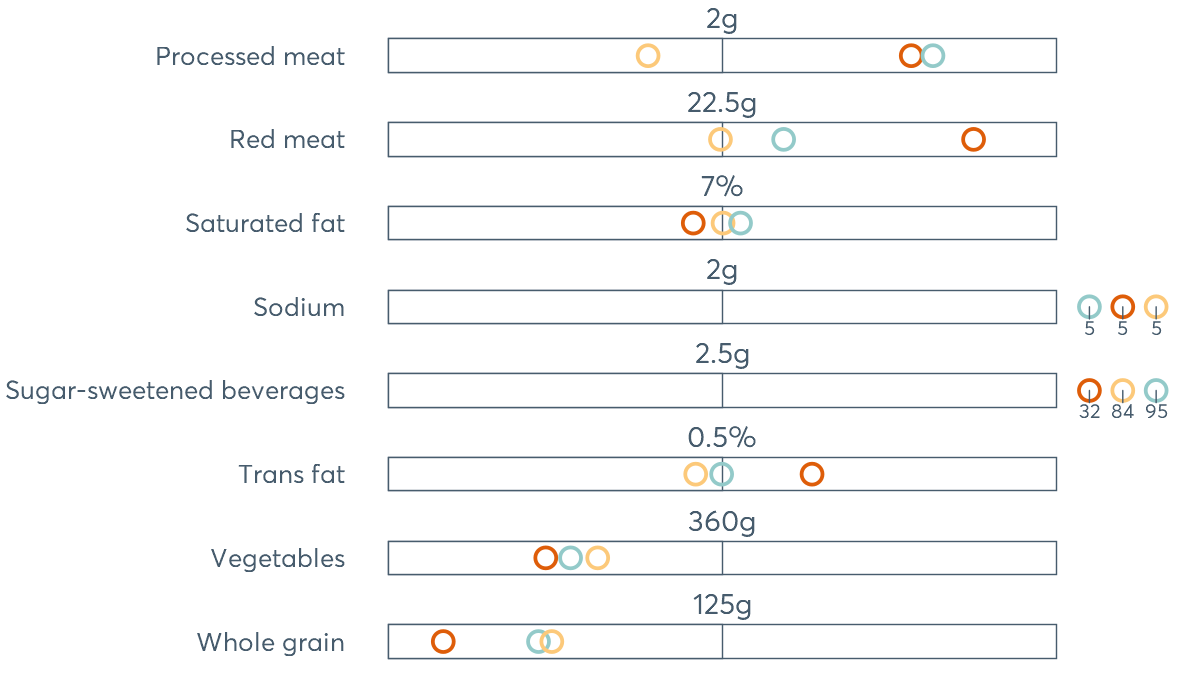 2g
Processed meat
22.5g
Red meat
7%
Saturated fat
2g
Sodium
5 5 5
2.5g
Sugar-sweetened beverages
32 84 95
0.5%
Trans fat
360g
Vegetables
125g
Whole grain